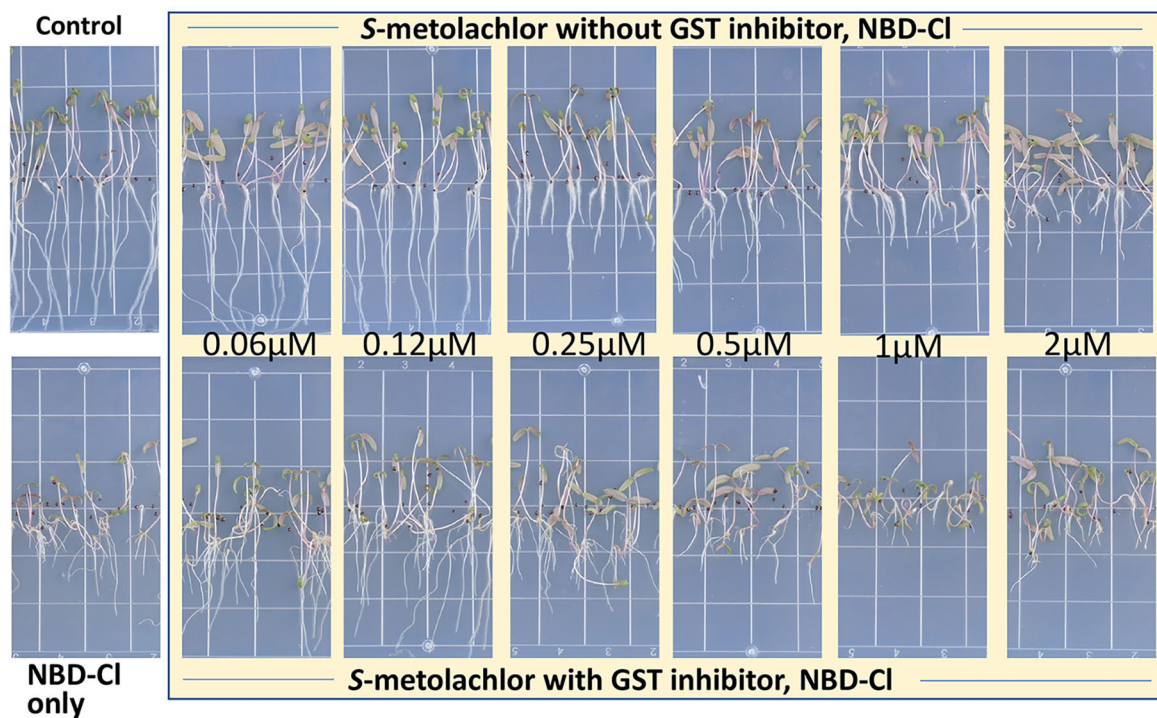 Control
S-metolachlor without GST inhibitor, NBD-Cl
0.06µM 0.12µM 0.25µM 0.5µM 1µM 2µM
NBD-Cl
only
S-metolachlor with GST inhibitor, NBD-Cl